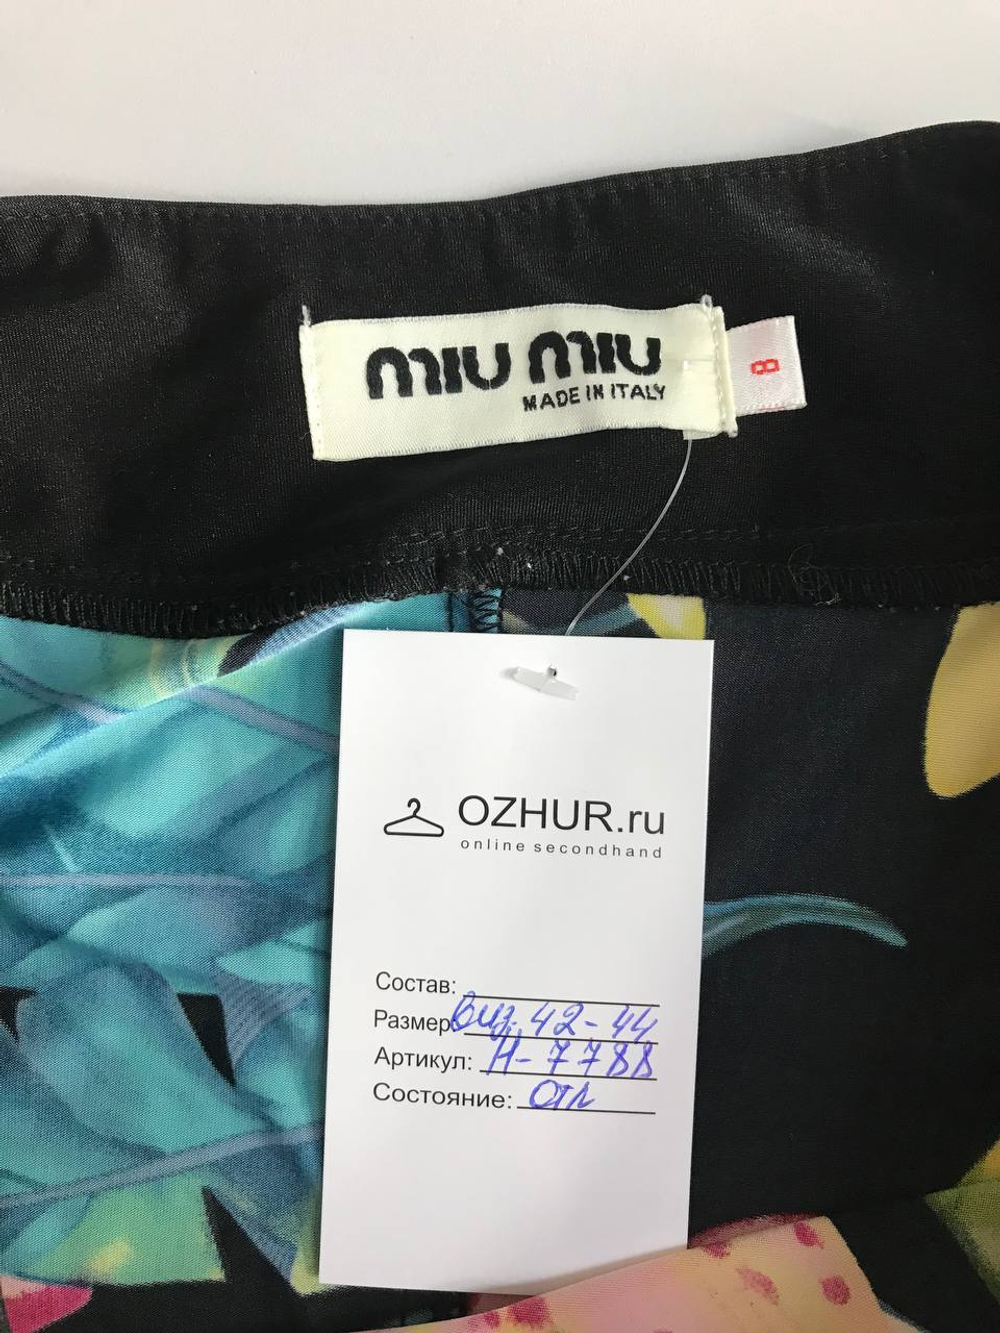 miu miu
MADE IN ITALY
8
OZHUR.ru
online secondhand
Состав:
Размер: виз. 42-44
Артикул: Н-7788
Состояние: отл